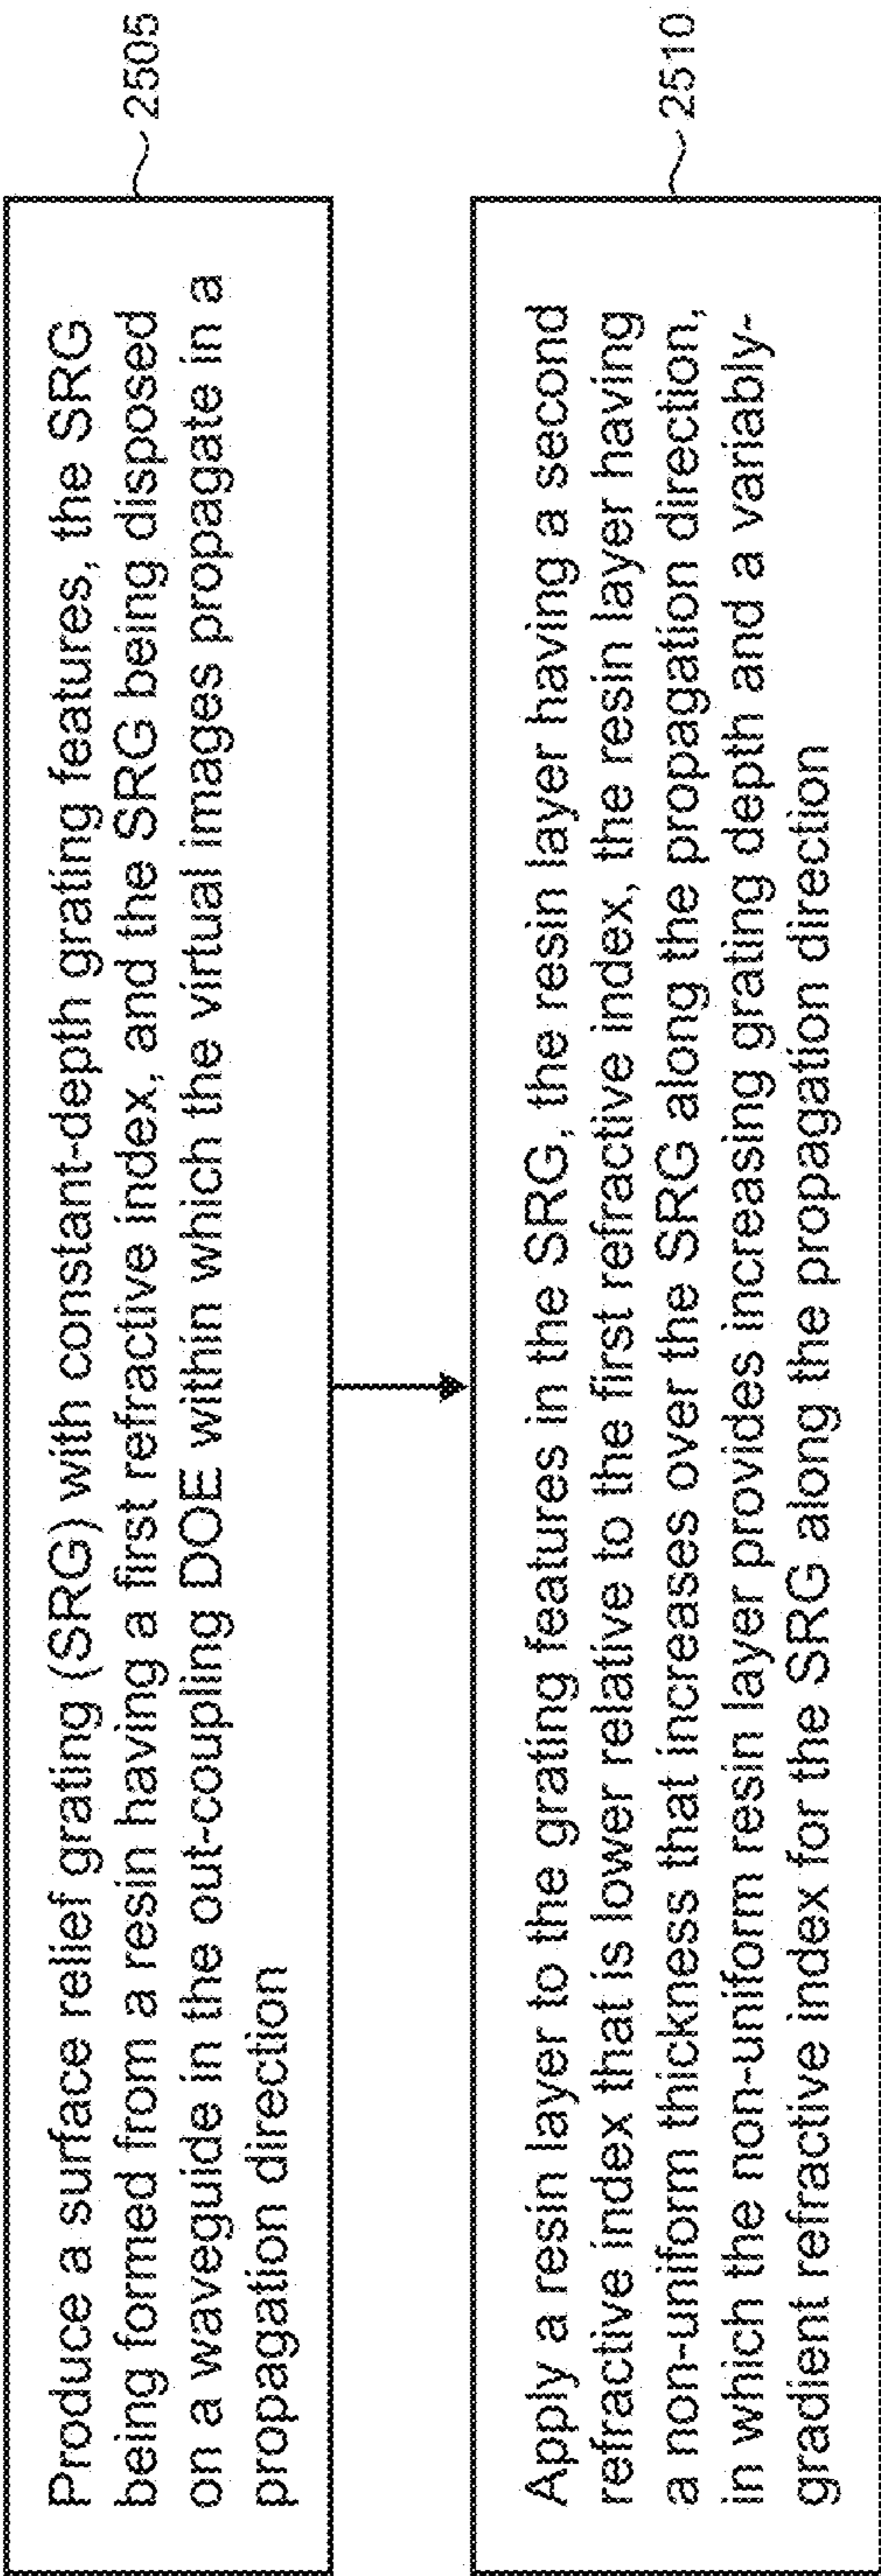 Produce a surface relief grating (SRG) with constant-depth grating features, the SRG
being formed from a resin having a first refractive index, and the SRG being disposed
on a waveguide in the out-coupling DOE within which the virtual images propagate in a
propagation direction
2505
Apply a resin layer to the grating features in the SRG, the resin layer having a second
refractive index that is lower relative to the first refractive index, the resin layer having
a non-uniform thickness that increases over the SRG along the propagation direction,
in which the non-uniform resin layer provides increasing grating depth and a variably-
gradient refractive index for the SRG along the propagation direction
2510